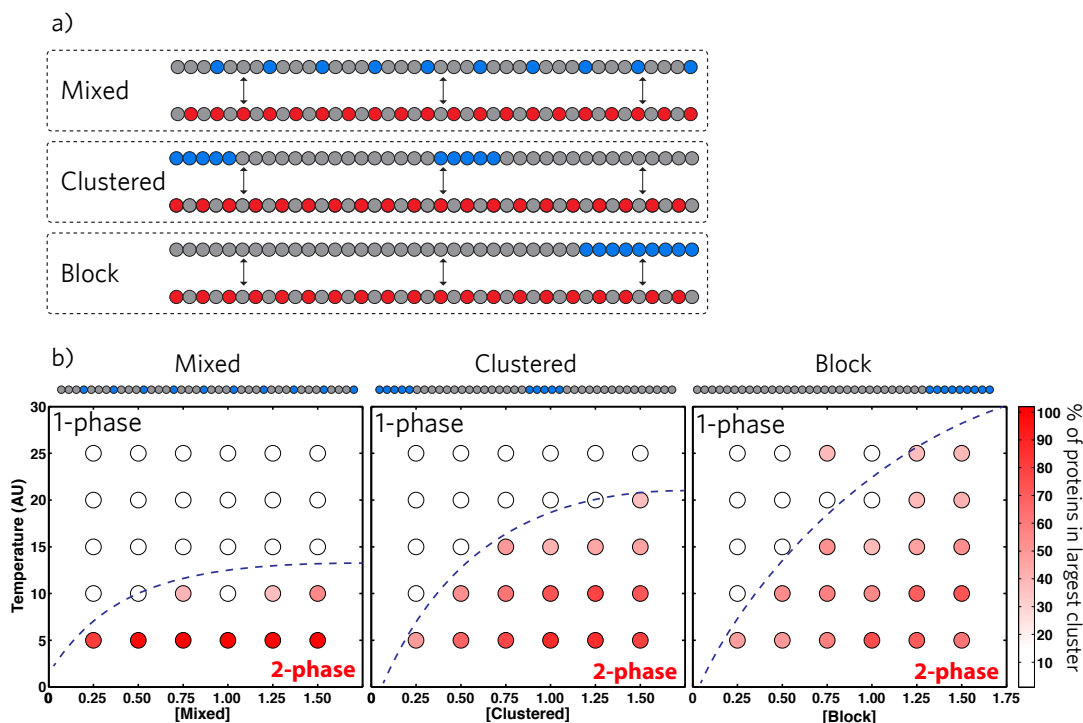 a)
Mixed
Clustered
Block
b)
Mixed
Clustered
Block
1-phase
1-phase
1-phase
30
25
20
15
10
5
0
Temperature (AU)
2-phase
2-phase
2-phase
0.25 0.50 0.75 1.00 1.25 1.50
0 0.25 0.50 0.75 1.00 1.25 1.50
0 0.25 0.50 0.75 1.00 1.25 1.50 1.75
[Mixed]
[Clustered]
[Block]
100
90
80
70
60
50
40
30
20
10
% of proteins in largest cluster